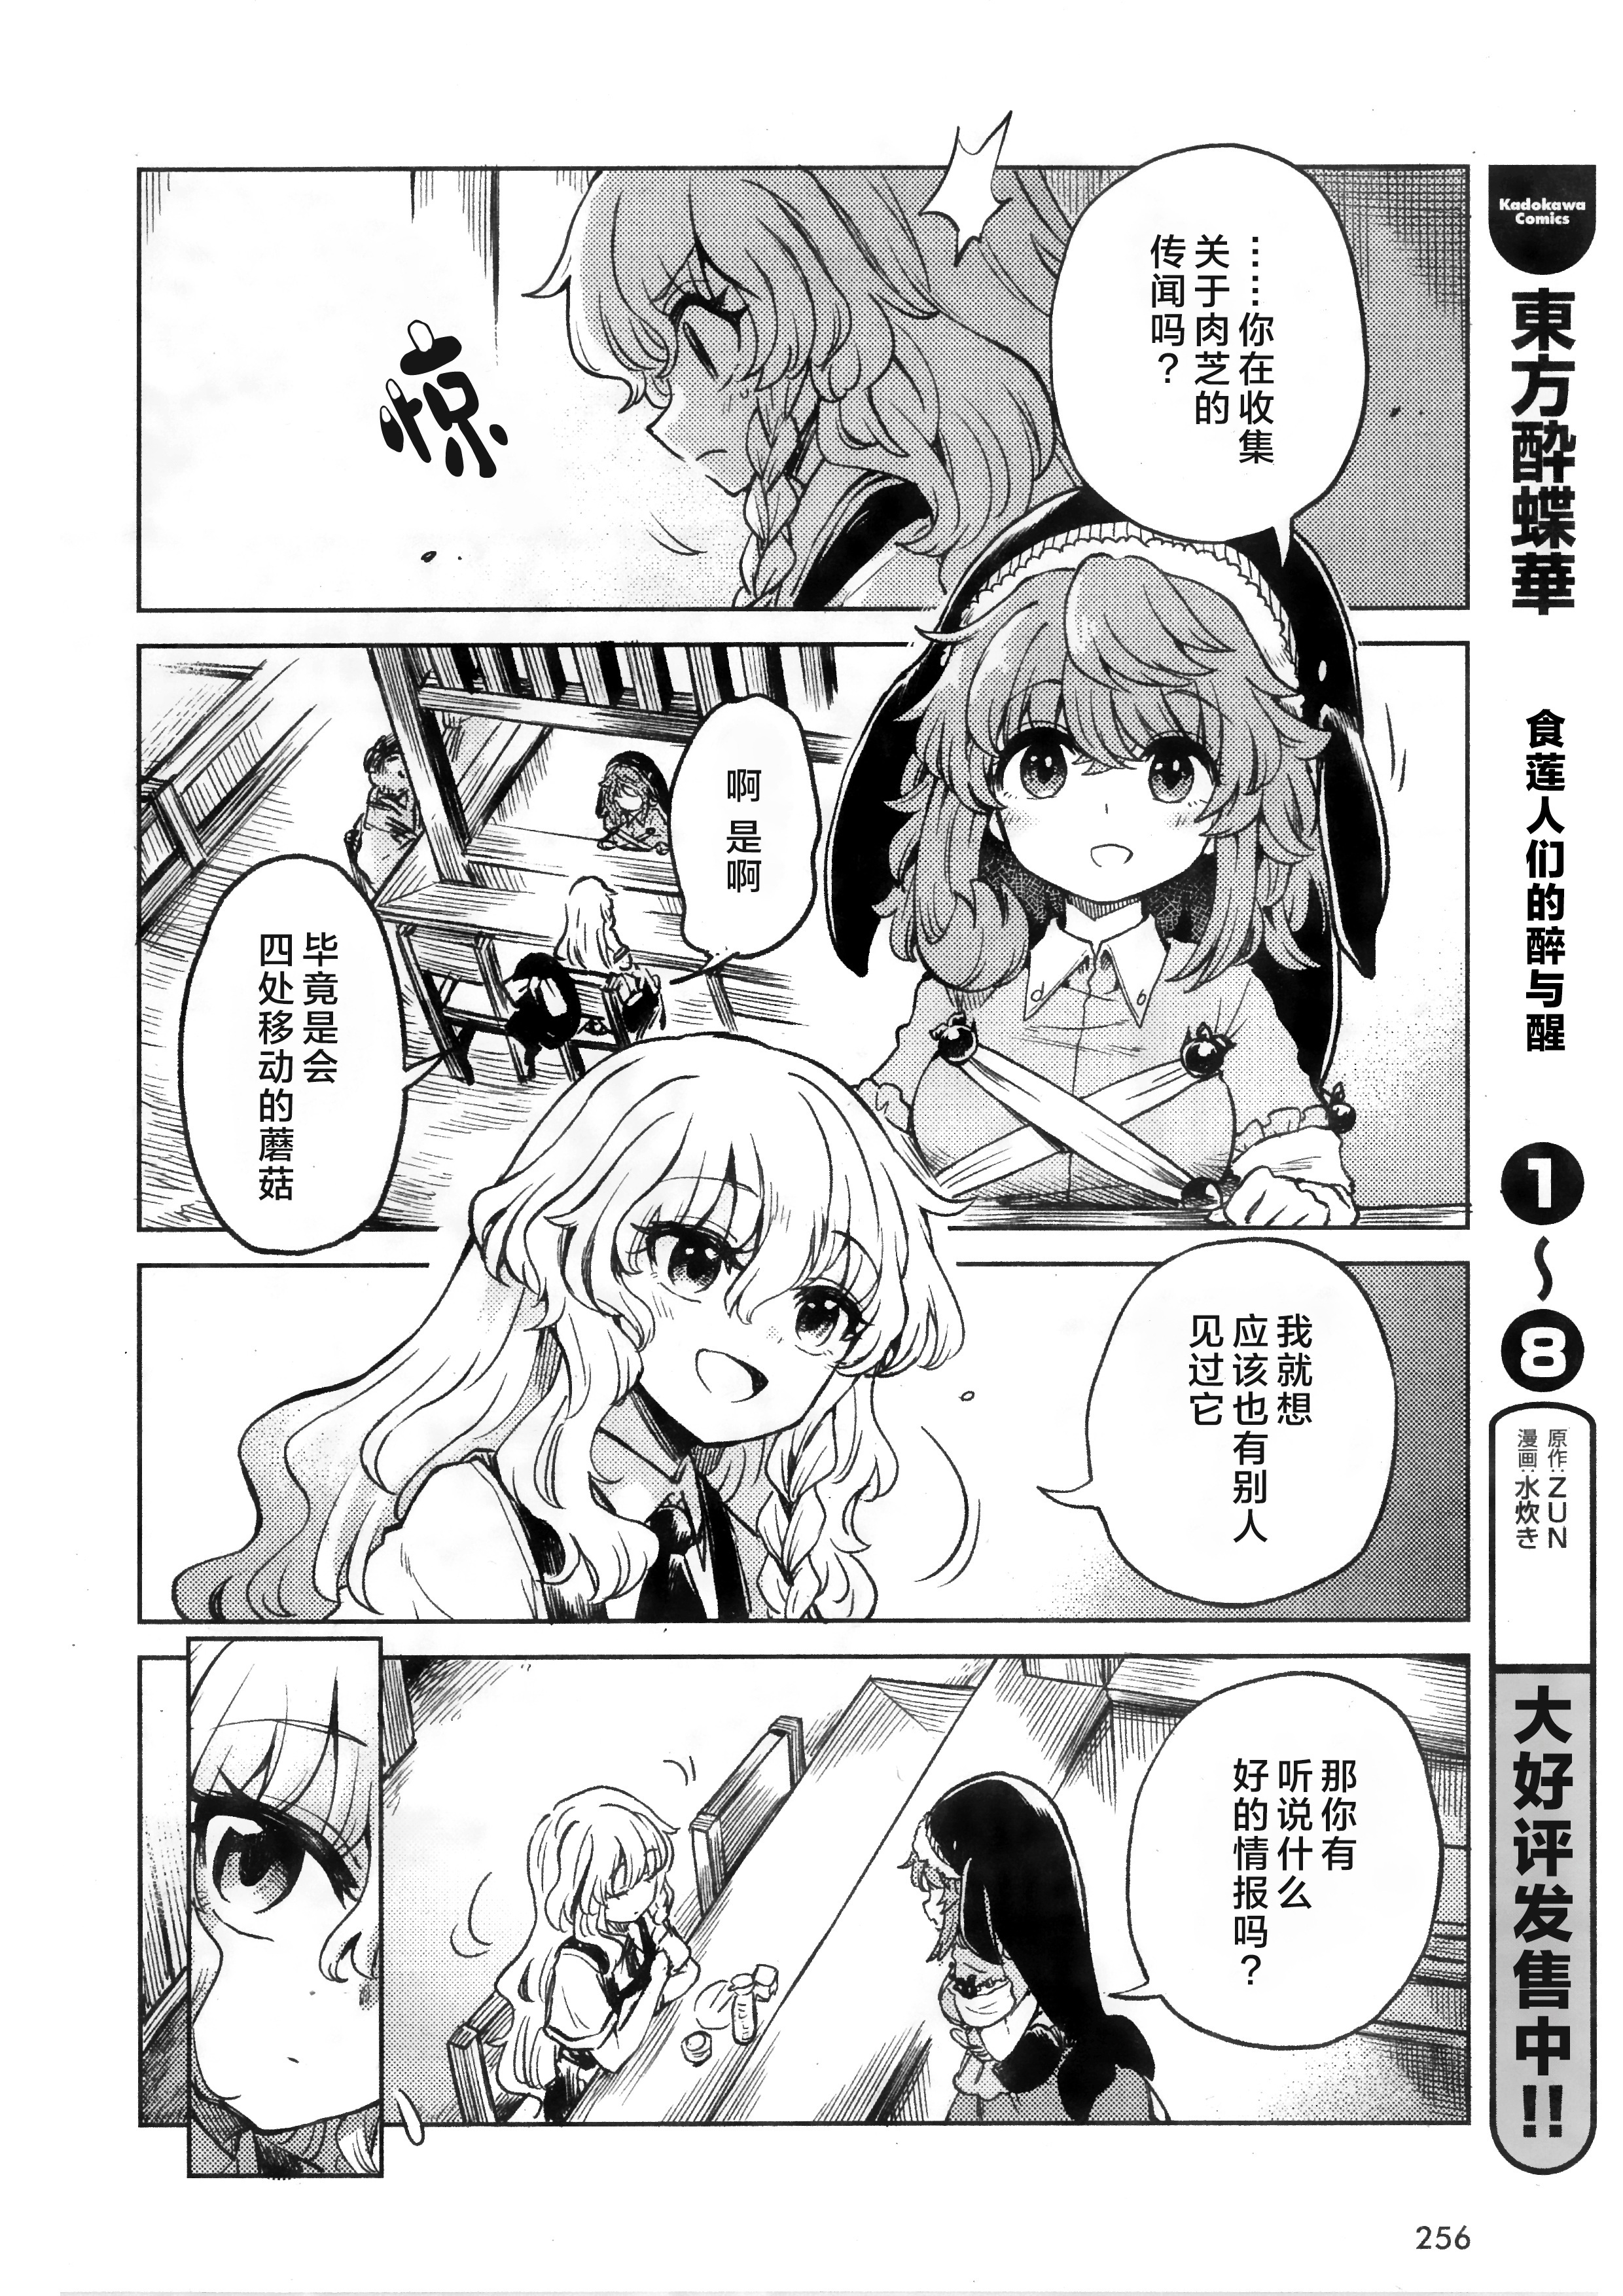 ……你在收集
关于肉芝的
传闻吗？
惊
啊 是啊
毕竟是会
四处移动的蘑菇
我就想
应该也有别人
见过它
那你有
听说什么
好的情报吗？
Kadokawa
Comics
東方酔蝶華
食莲人们的醉与醒
1～8
原作:ZUN
漫画:水炊き
大好评发售中!!
256